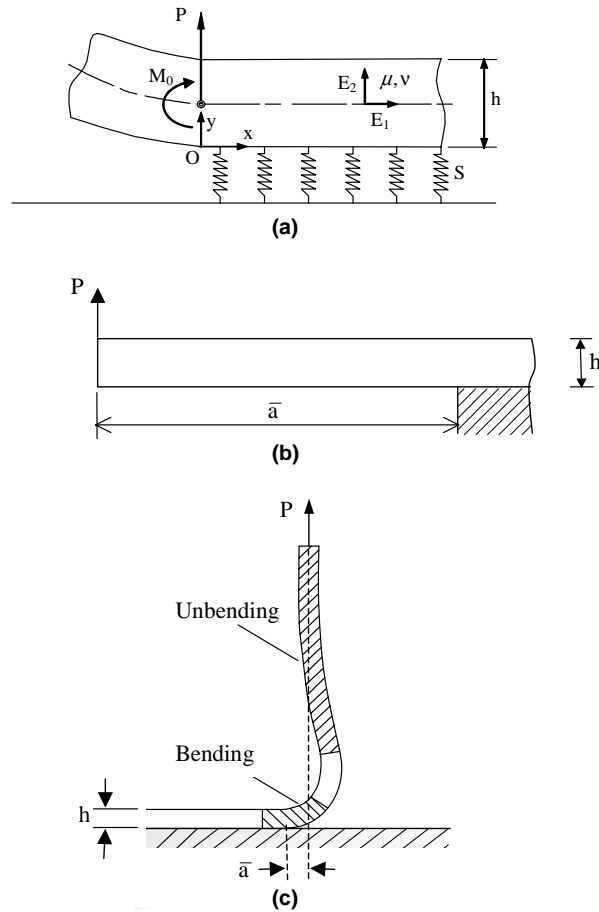 P
M₀
E₂
μ,ν
h
y
E₁
O
x
S
(a)
P
h
a̅
(b)
P
Unbending
Bending
h
a̅
(c)